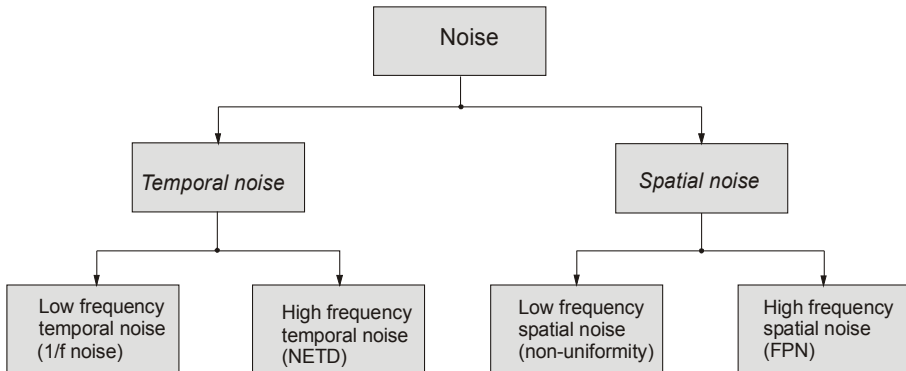 Noise
Temporal noise
Spatial noise
Low frequency
temporal noise
(1/f noise)
High frequency
temporal noise
(NETD)
Low frequency
spatial noise
(non-uniformity)
High frequency
spatial noise
(FPN)